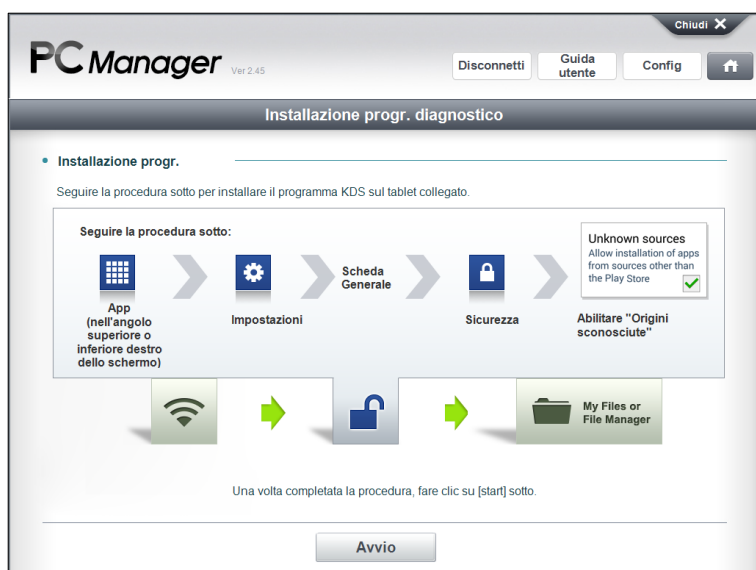 Chiudi X
PC Manager Ver 2.45
Disconnetti
Guida
utente
Config
Installazione progr. diagnostico
Installazione progr.
Seguire la procedura sotto per installare il programma KDS sul tablet collegato.
Seguire la procedura sotto:
App
(nell'angolo
superiore o
inferiore destro
dello schermo)
Impostazioni
Scheda
Generale
Sicurezza
Unknown sources
Allow installation of apps
from sources other than
the Play Store
Abilitare "Origini
sconosciute"
My Files or
File Manager
Una volta completata la procedura, fare clic su [start] sotto.
Avvio